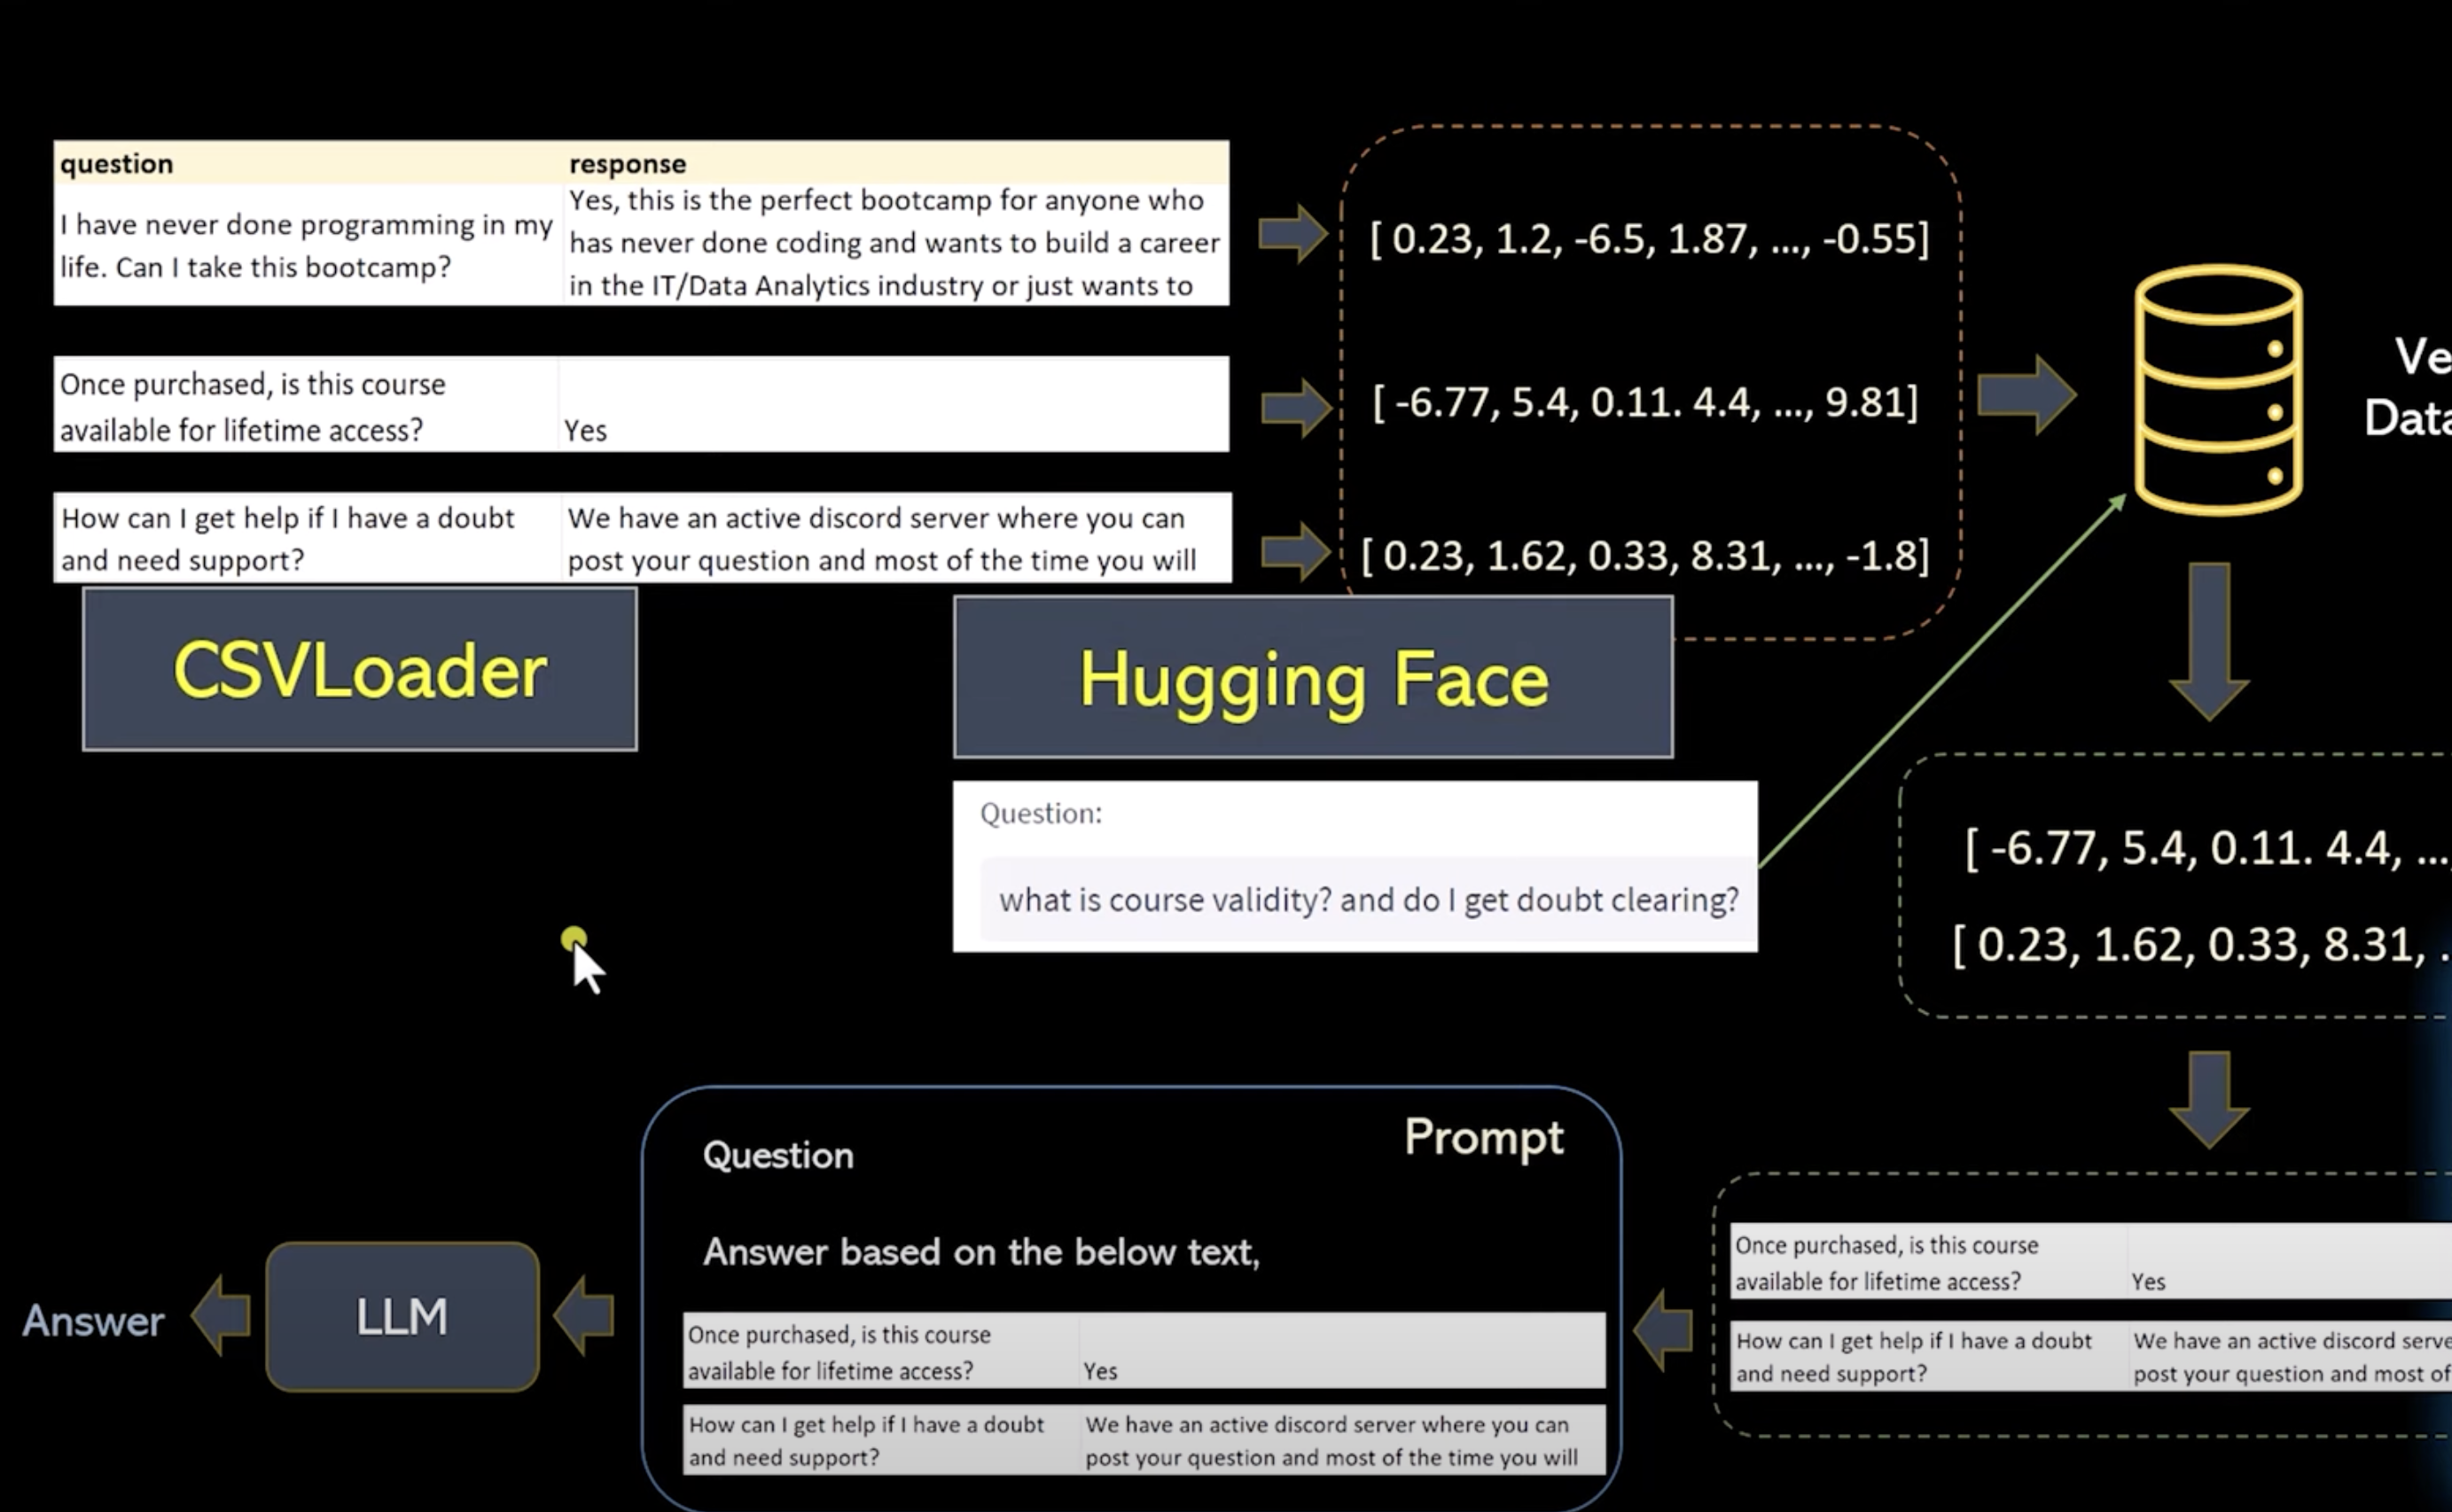 question response
I have never done programming in my
life. Can I take this bootcamp?
Yes, this is the perfect bootcamp for anyone who
has never done coding and wants to build a career
in the IT/Data Analytics industry or just wants to
[ 0.23, 1.2, -6.5, 1.87, ..., -0.55]
Once purchased, is this course
available for lifetime access?
Yes
[ -6.77, 5.4, 0.11. 4.4, ..., 9.81]
How can I get help if I have a doubt
and need support?
We have an active discord server where you can
post your question and most of the time you will
[ 0.23, 1.62, 0.33, 8.31, ..., -1.8]
Ve
Data
CSVLoader
Hugging Face
Question:
what is course validity? and do I get doubt clearing?
[ -6.77, 5.4, 0.11. 4.4, ...,
[ 0.23, 1.62, 0.33, 8.31, .
Once purchased, is this course
available for lifetime access?
Yes
How can I get help if I have a doubt
and need support?
We have an active discord serve
post your question and most of
Prompt
Question
Answer based on the below text,
Once purchased, is this course
available for lifetime access?
Yes
How can I get help if I have a doubt
and need support?
We have an active discord server where you can
post your question and most of the time you will
LLM
Answer